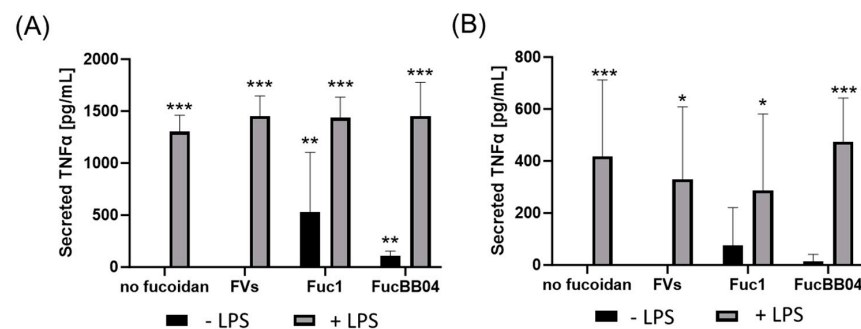 (A)
Secreted TNFα [pg/mL]
2000
1500
1000
500
0
***
***
**
***
**
***
no fucoidan FVs Fuc1 FucBB04
- LPS + LPS
(B)
Secreted TNFα [pg/mL]
800
600
400
200
0
***
*
*
***
no fucoidan FVs Fuc1 FucBB04
- LPS + LPS